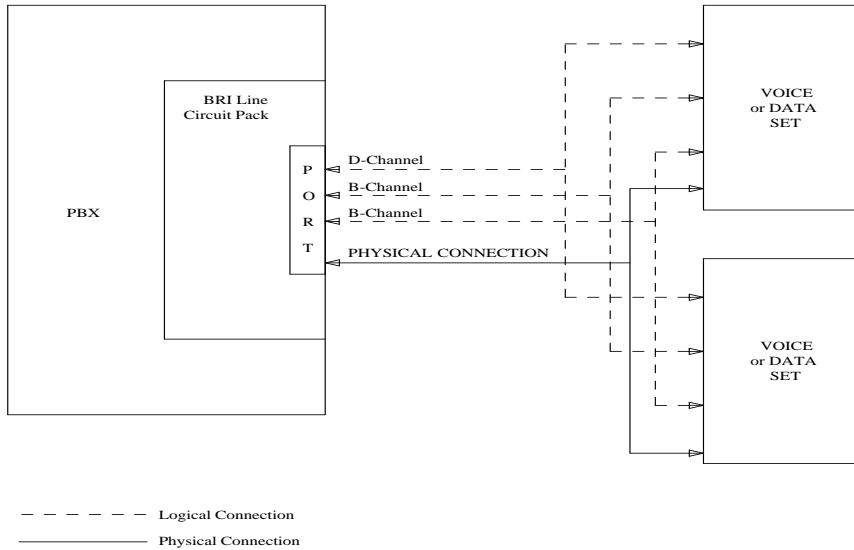 BRI Line
Circuit Pack
PBX
P
O
R
T
D-Channel
B-Channel
B-Channel
PHYSICAL CONNECTION
VOICE
or DATA
SET
VOICE
or DATA
SET
Logical Connection
Physical Connection